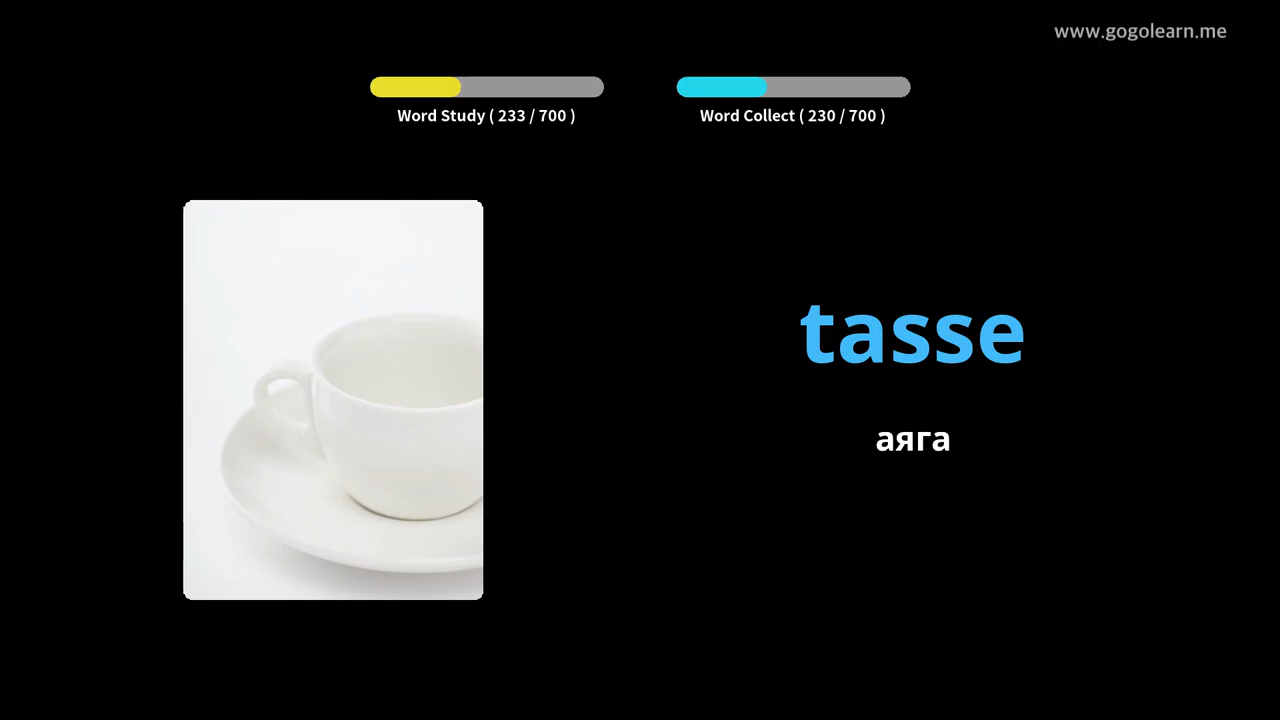 www.gogolearn.me
Word Study ( 233 / 700 )
Word Collect ( 230 / 700 )
tasse
аяга